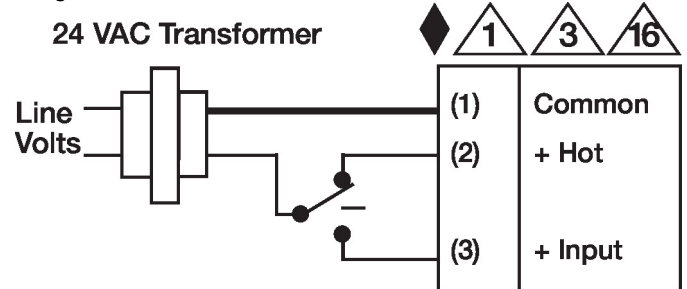 24 VAC Transformer
1 3 16
Line
Volts
(1) Common
(2) + Hot
(3) + Input